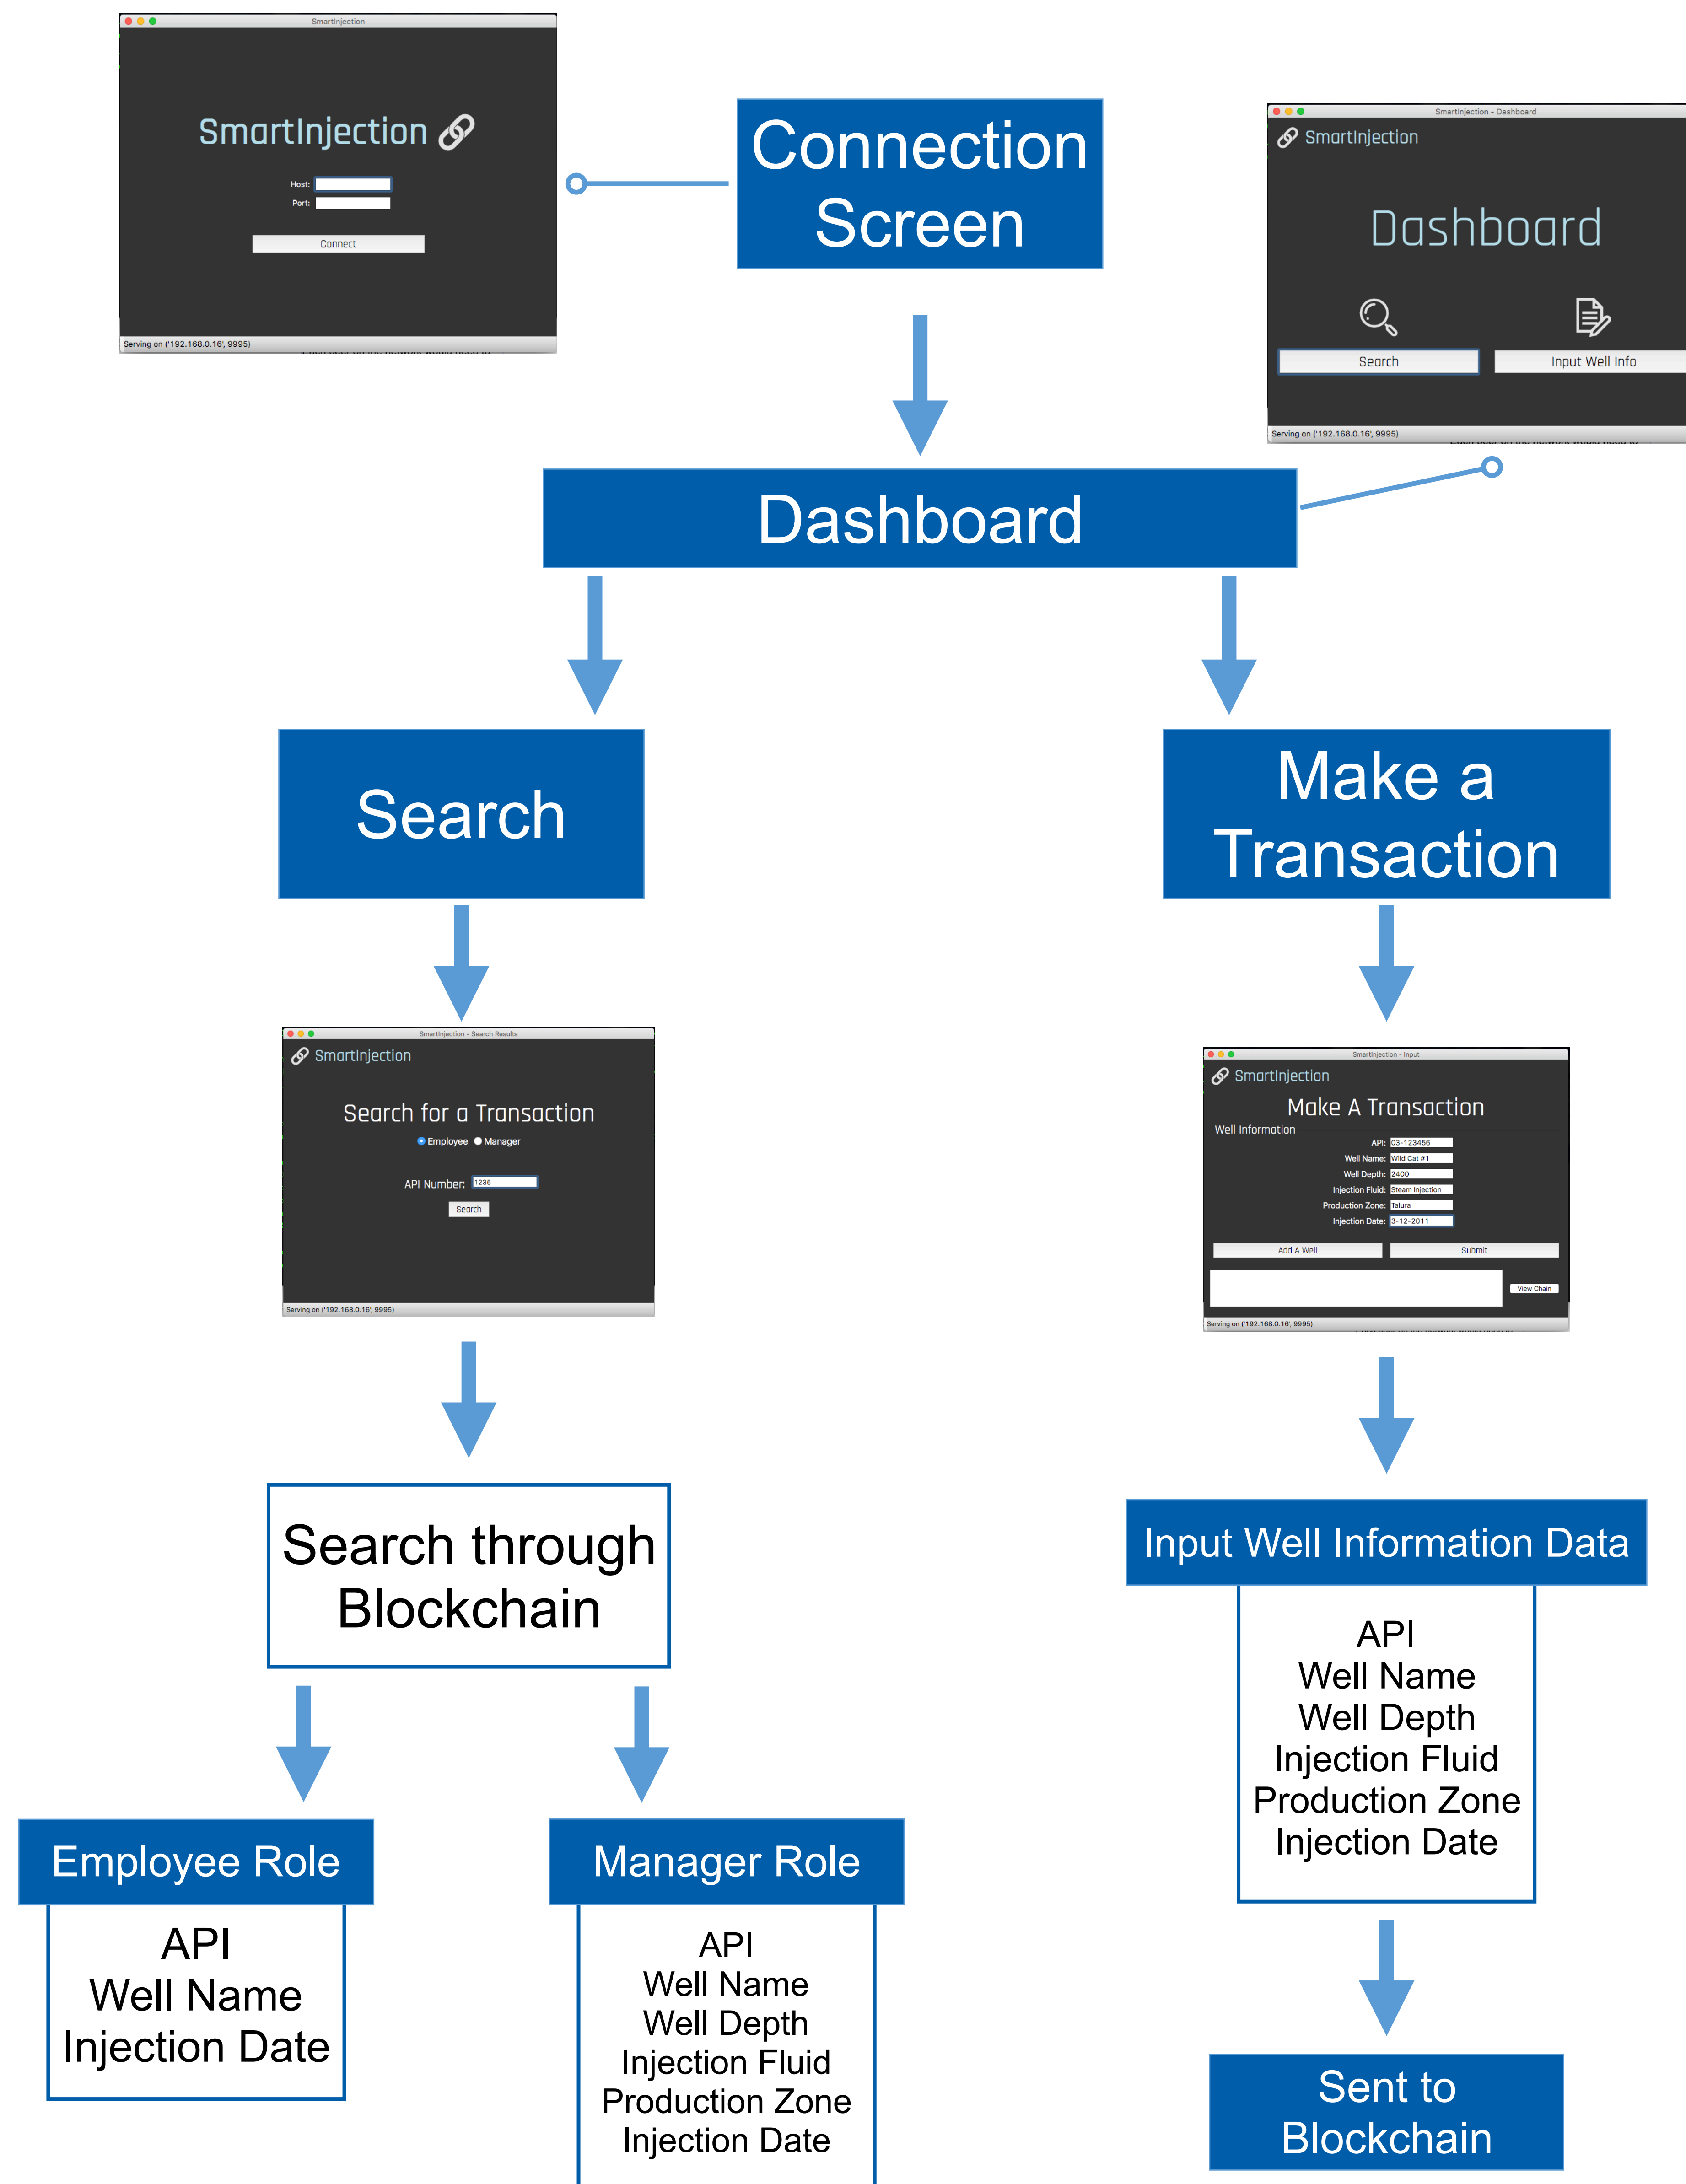 SmartInjection
SmartInjection
Host:
Port:
Connect
Serving on ('192.168.0.16', 9995)
Connection
Screen
SmartInjection - Dashboard
SmartInjection
Dashboard
Search
Input Well Info
Serving on ('192.168.0.16', 9995)
Dashboard
Search
Make a
Transaction
SmartInjection - Search Results
SmartInjection
Search for a Transaction
Employee Manager
API Number: 1235
Search
Serving on ('192.168.0.16', 9995)
SmartInjection - Input
SmartInjection
Make A Transaction
Well Information
API: 03-123456
Well Name: Wild Cat #1
Well Depth: 2400
Injection Fluid: Steam Injection
Production Zone: Talura
Injection Date: 3-12-2011
Add A Well
Submit
View Chain
Serving on ('192.168.0.16', 9995)
Search through
Blockchain
Input Well Information Data
API
Well Name
Well Depth
Injection Fluid
Production Zone
Injection Date
Employee Role
API
Well Name
Injection Date
Manager Role
API
Well Name
Well Depth
Injection Fluid
Production Zone
Injection Date
Sent to
Blockchain